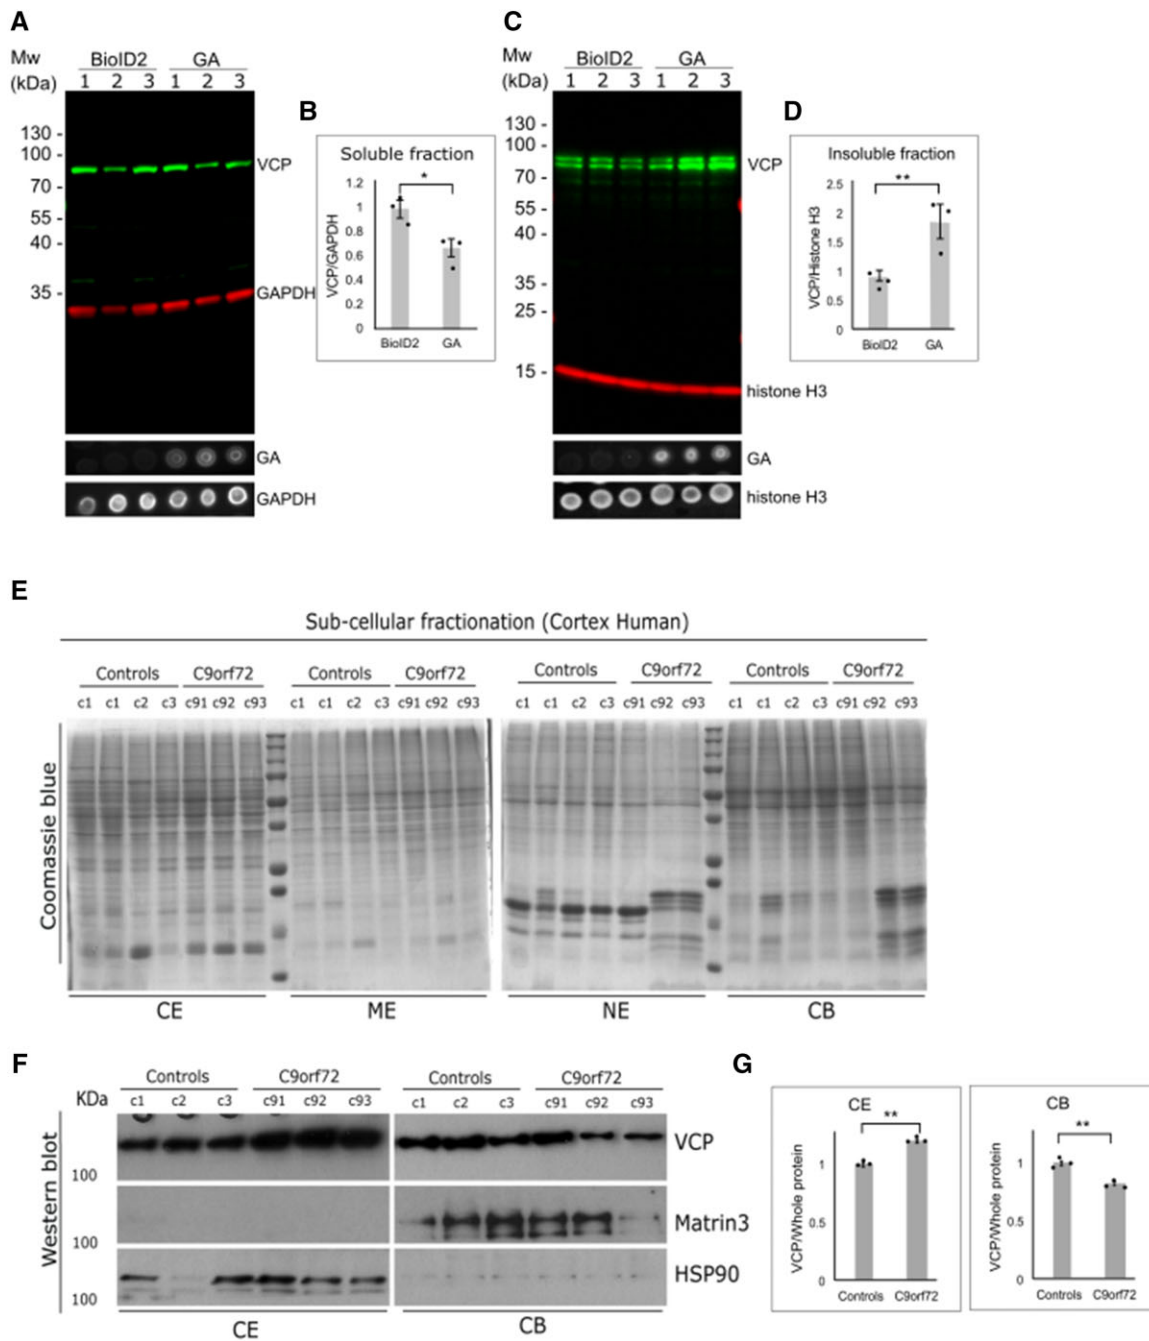 A
Mw
(kDa)
BioID2 GA
1 2 3 1 2 3
130 -
100 -
70 -
55 -
40 -
35 -
VCP
GAPDH
GA
GAPDH
B
Soluble fraction
*
VCP/GAPDH
1.2
1
0.8
0.6
0.4
0.2
0
BioID2 GA
C
Mw
(kDa)
BioID2 GA
1 2 3 1 2 3
130 -
100 -
70 -
55 -
40 -
35 -
25 -
15 -
VCP
histone H3
GA
histone H3
D
Insoluble fraction
**
VCP/Histone H3
2.5
2
1.5
1
0.5
0
BioID2 GA
E
Sub-cellular fractionation (Cortex Human)
Controls C9orf72 Controls C9orf72 Controls C9orf72 Controls C9orf72
c1 c1 c2 c3 c91 c92 c93 c1 c1 c2 c3 c91 c92 c93 c1 c1 c2 c3 c91 c92 c93 c1 c1 c2 c3 c91 c92 c93
Coomassie blue
CE ME NE CB
F
Controls C9orf72 Controls C9orf72
KDa
c1 c2 c3 c91 c92 c93 c1 c2 c3 c91 c92 c93
Western blot
VCP
100
Matrin3
100
HSP90
100
CE CB
G
CE
**
VCP/Whole protein
1
0.5
0
Controls C9orf72
CB
**
VCP/Whole protein
1
0.5
0
Controls C9orf72